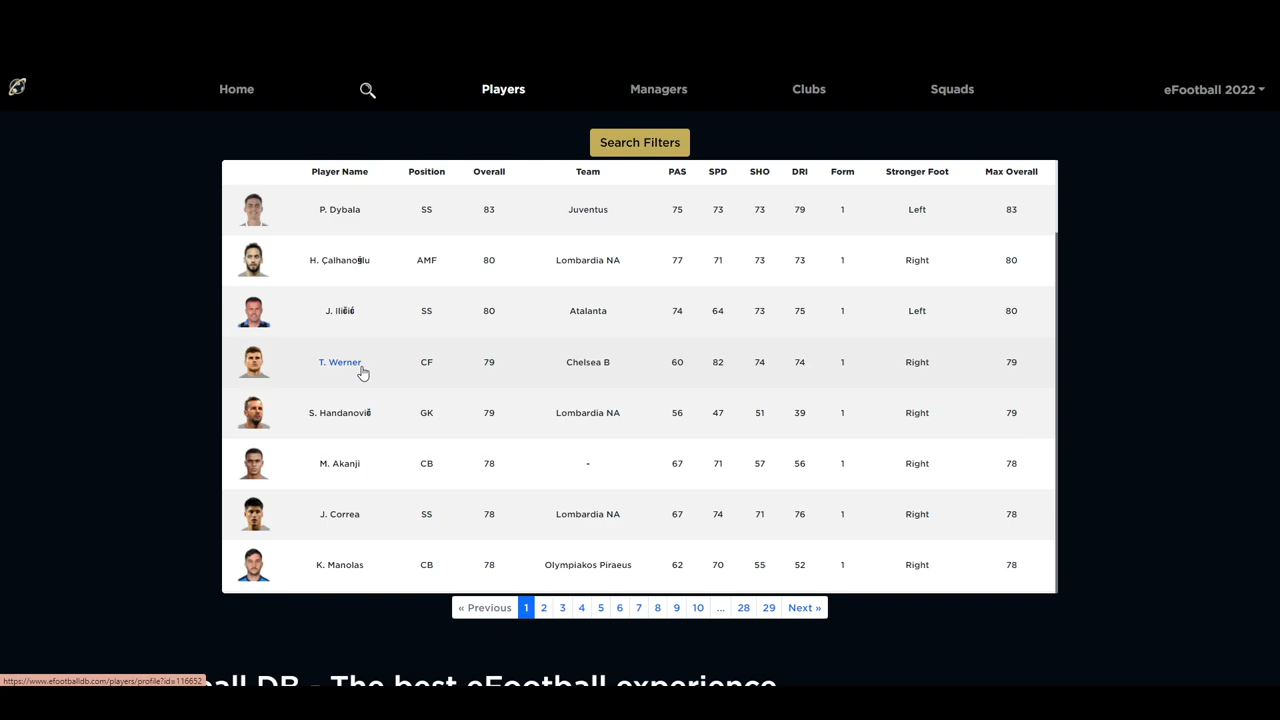 Home Players Managers Clubs Squads eFootball 2022
Search Filters
Player Name Position Overall Team PAS SPD SHO DRI Form Stronger Foot Max Overall
P. Dybala SS 83 Juventus 75 73 73 79 1 Left 83
H. Çalhanoğlu AMF 80 Lombardia NA 77 71 73 73 1 Right 80
J. Iličić SS 80 Atalanta 74 64 73 75 1 Left 80
T. Werner CF 79 Chelsea B 60 82 74 74 1 Right 79
S. Handanović GK 79 Lombardia NA 56 47 51 39 1 Right 79
M. Akanji CB 78 - 67 71 57 56 1 Right 78
J. Correa SS 78 Lombardia NA 67 74 71 76 1 Right 78
K. Manolas CB 78 Olympiakos Piraeus 62 70 55 52 1 Right 78
« Previous 1 2 3 4 5 6 7 8 9 10 ... 28 29 Next »
all DB - The best eFootball experience
https://www.efootballdb.com/players/profile?id=116652